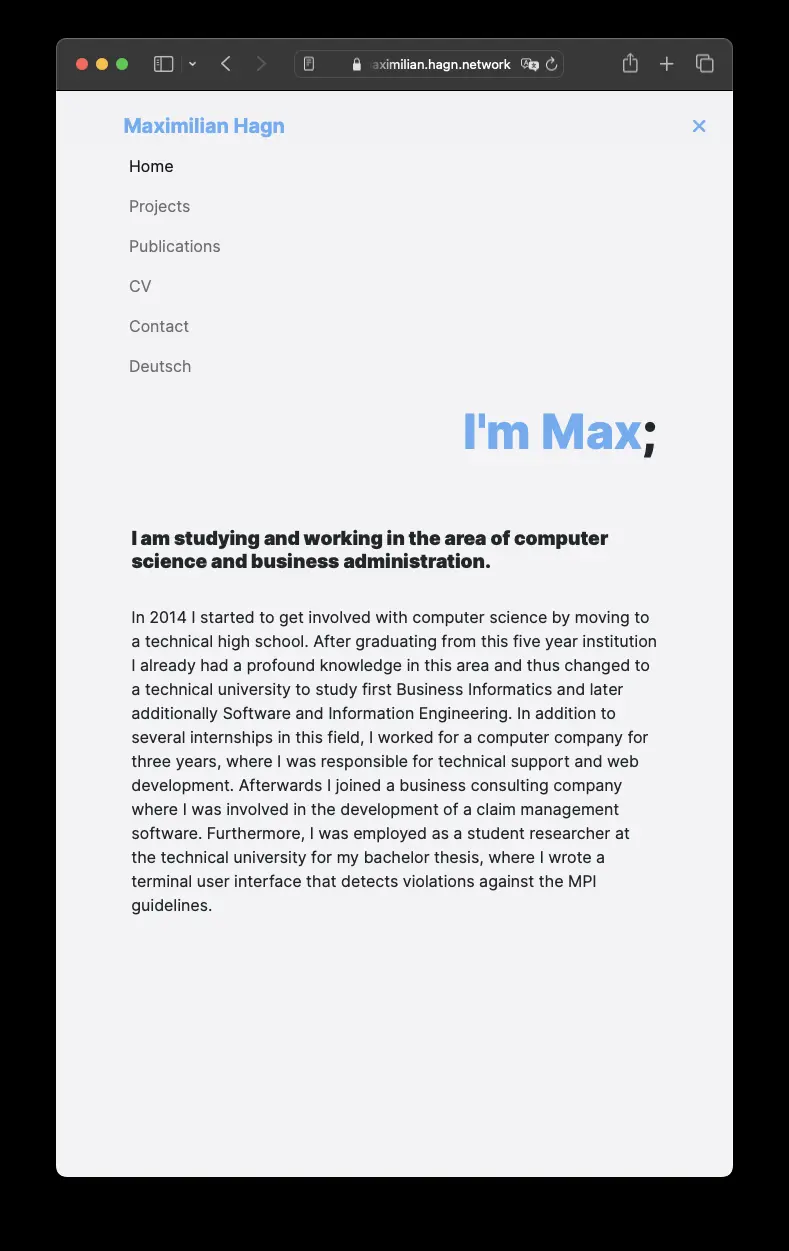 aximilian.hagn.network
Maximilian Hagn
Home
Projects
Publications
CV
Contact
Deutsch
I'm Max;
I am studying and working in the area of computer
science and business administration.
In 2014 I started to get involved with computer science by moving to
a technical high school. After graduating from this five year institution
I already had a profound knowledge in this area and thus changed to
a technical university to study first Business Informatics and later
additionally Software and Information Engineering. In addition to
several internships in this field, I worked for a computer company for
three years, where I was responsible for technical support and web
development. Afterwards I joined a business consulting company
where I was involved in the development of a claim management
software. Furthermore, I was employed as a student researcher at
the technical university for my bachelor thesis, where I wrote a
terminal user interface that detects violations against the MPI
guidelines.